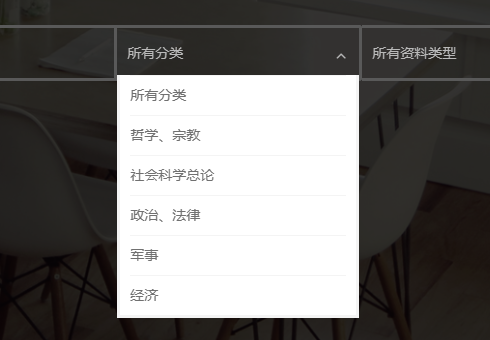 所有分类
所有资料类型
所有分类
哲学、宗教
社会科学总论
政治、法律
军事
经济